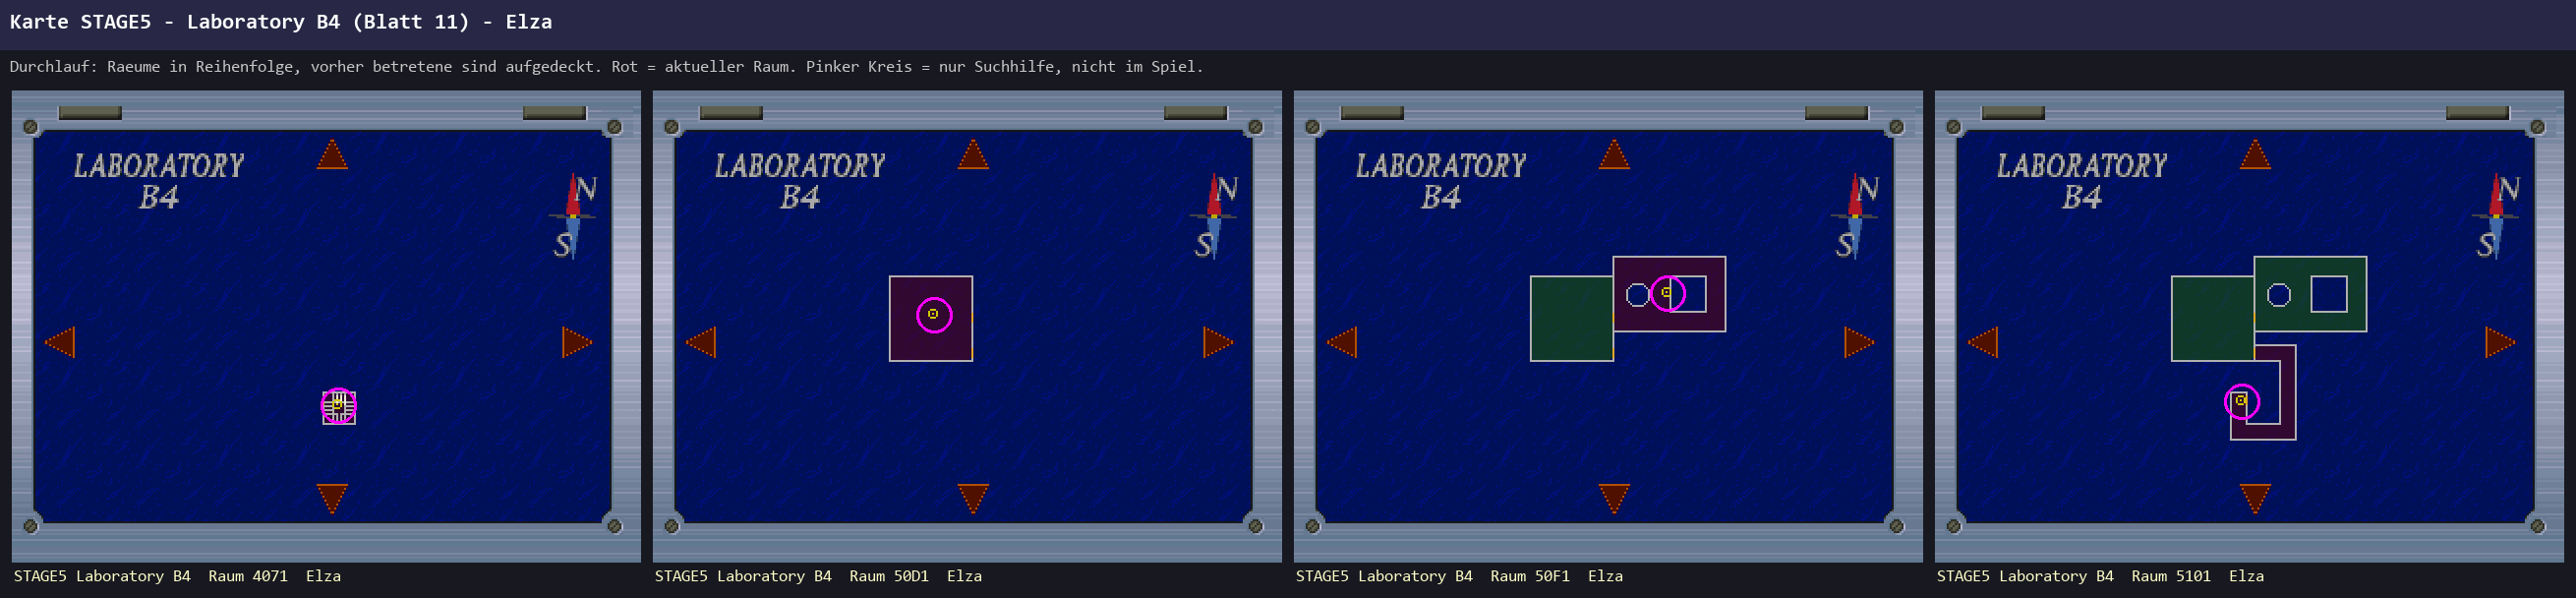 Karte STAGE5 - Laboratory B4 (Blatt 11) - Elza
Durchlauf: Raeume in Reihenfolge, vorher betretene sind aufgedeckt. Rot = aktueller Raum. Pinker Kreis = nur Suchhilfe, nicht im Spiel.
LABORATORY
B4
N
S
STAGE5 Laboratory B4 Raum 4071 Elza
LABORATORY
B4
N
S
STAGE5 Laboratory B4 Raum 50D1 Elza
LABORATORY
B4
N
S
STAGE5 Laboratory B4 Raum 50F1 Elza
LABORATORY
B4
N
S
STAGE5 Laboratory B4 Raum 5101 Elza